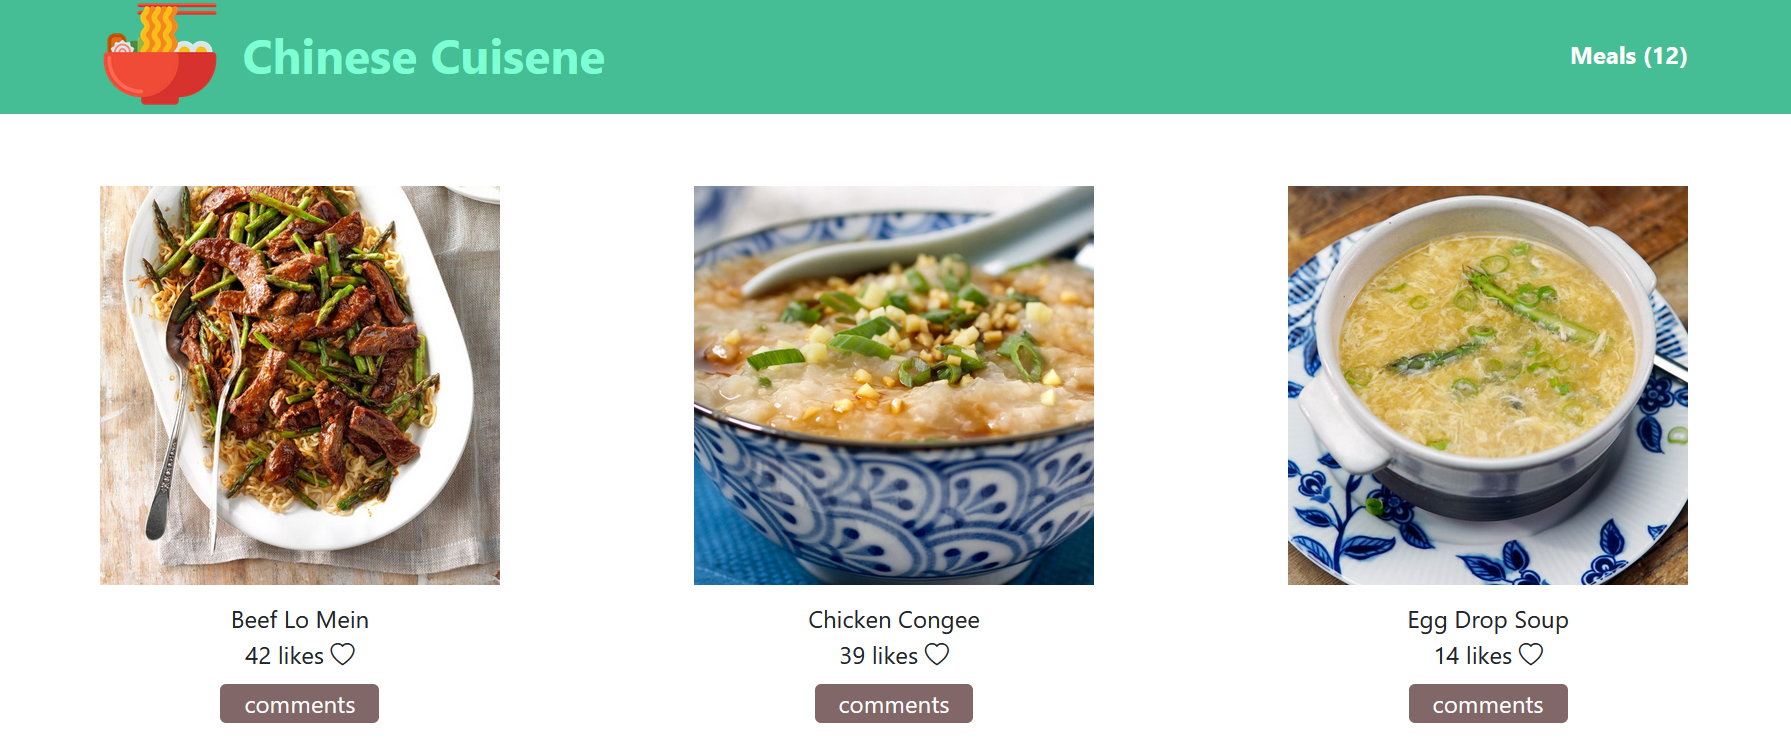 Chinese Cuisene
Meals (12)
Beef Lo Mein
42 likes
comments
Chicken Congee
39 likes
comments
Egg Drop Soup
14 likes
comments